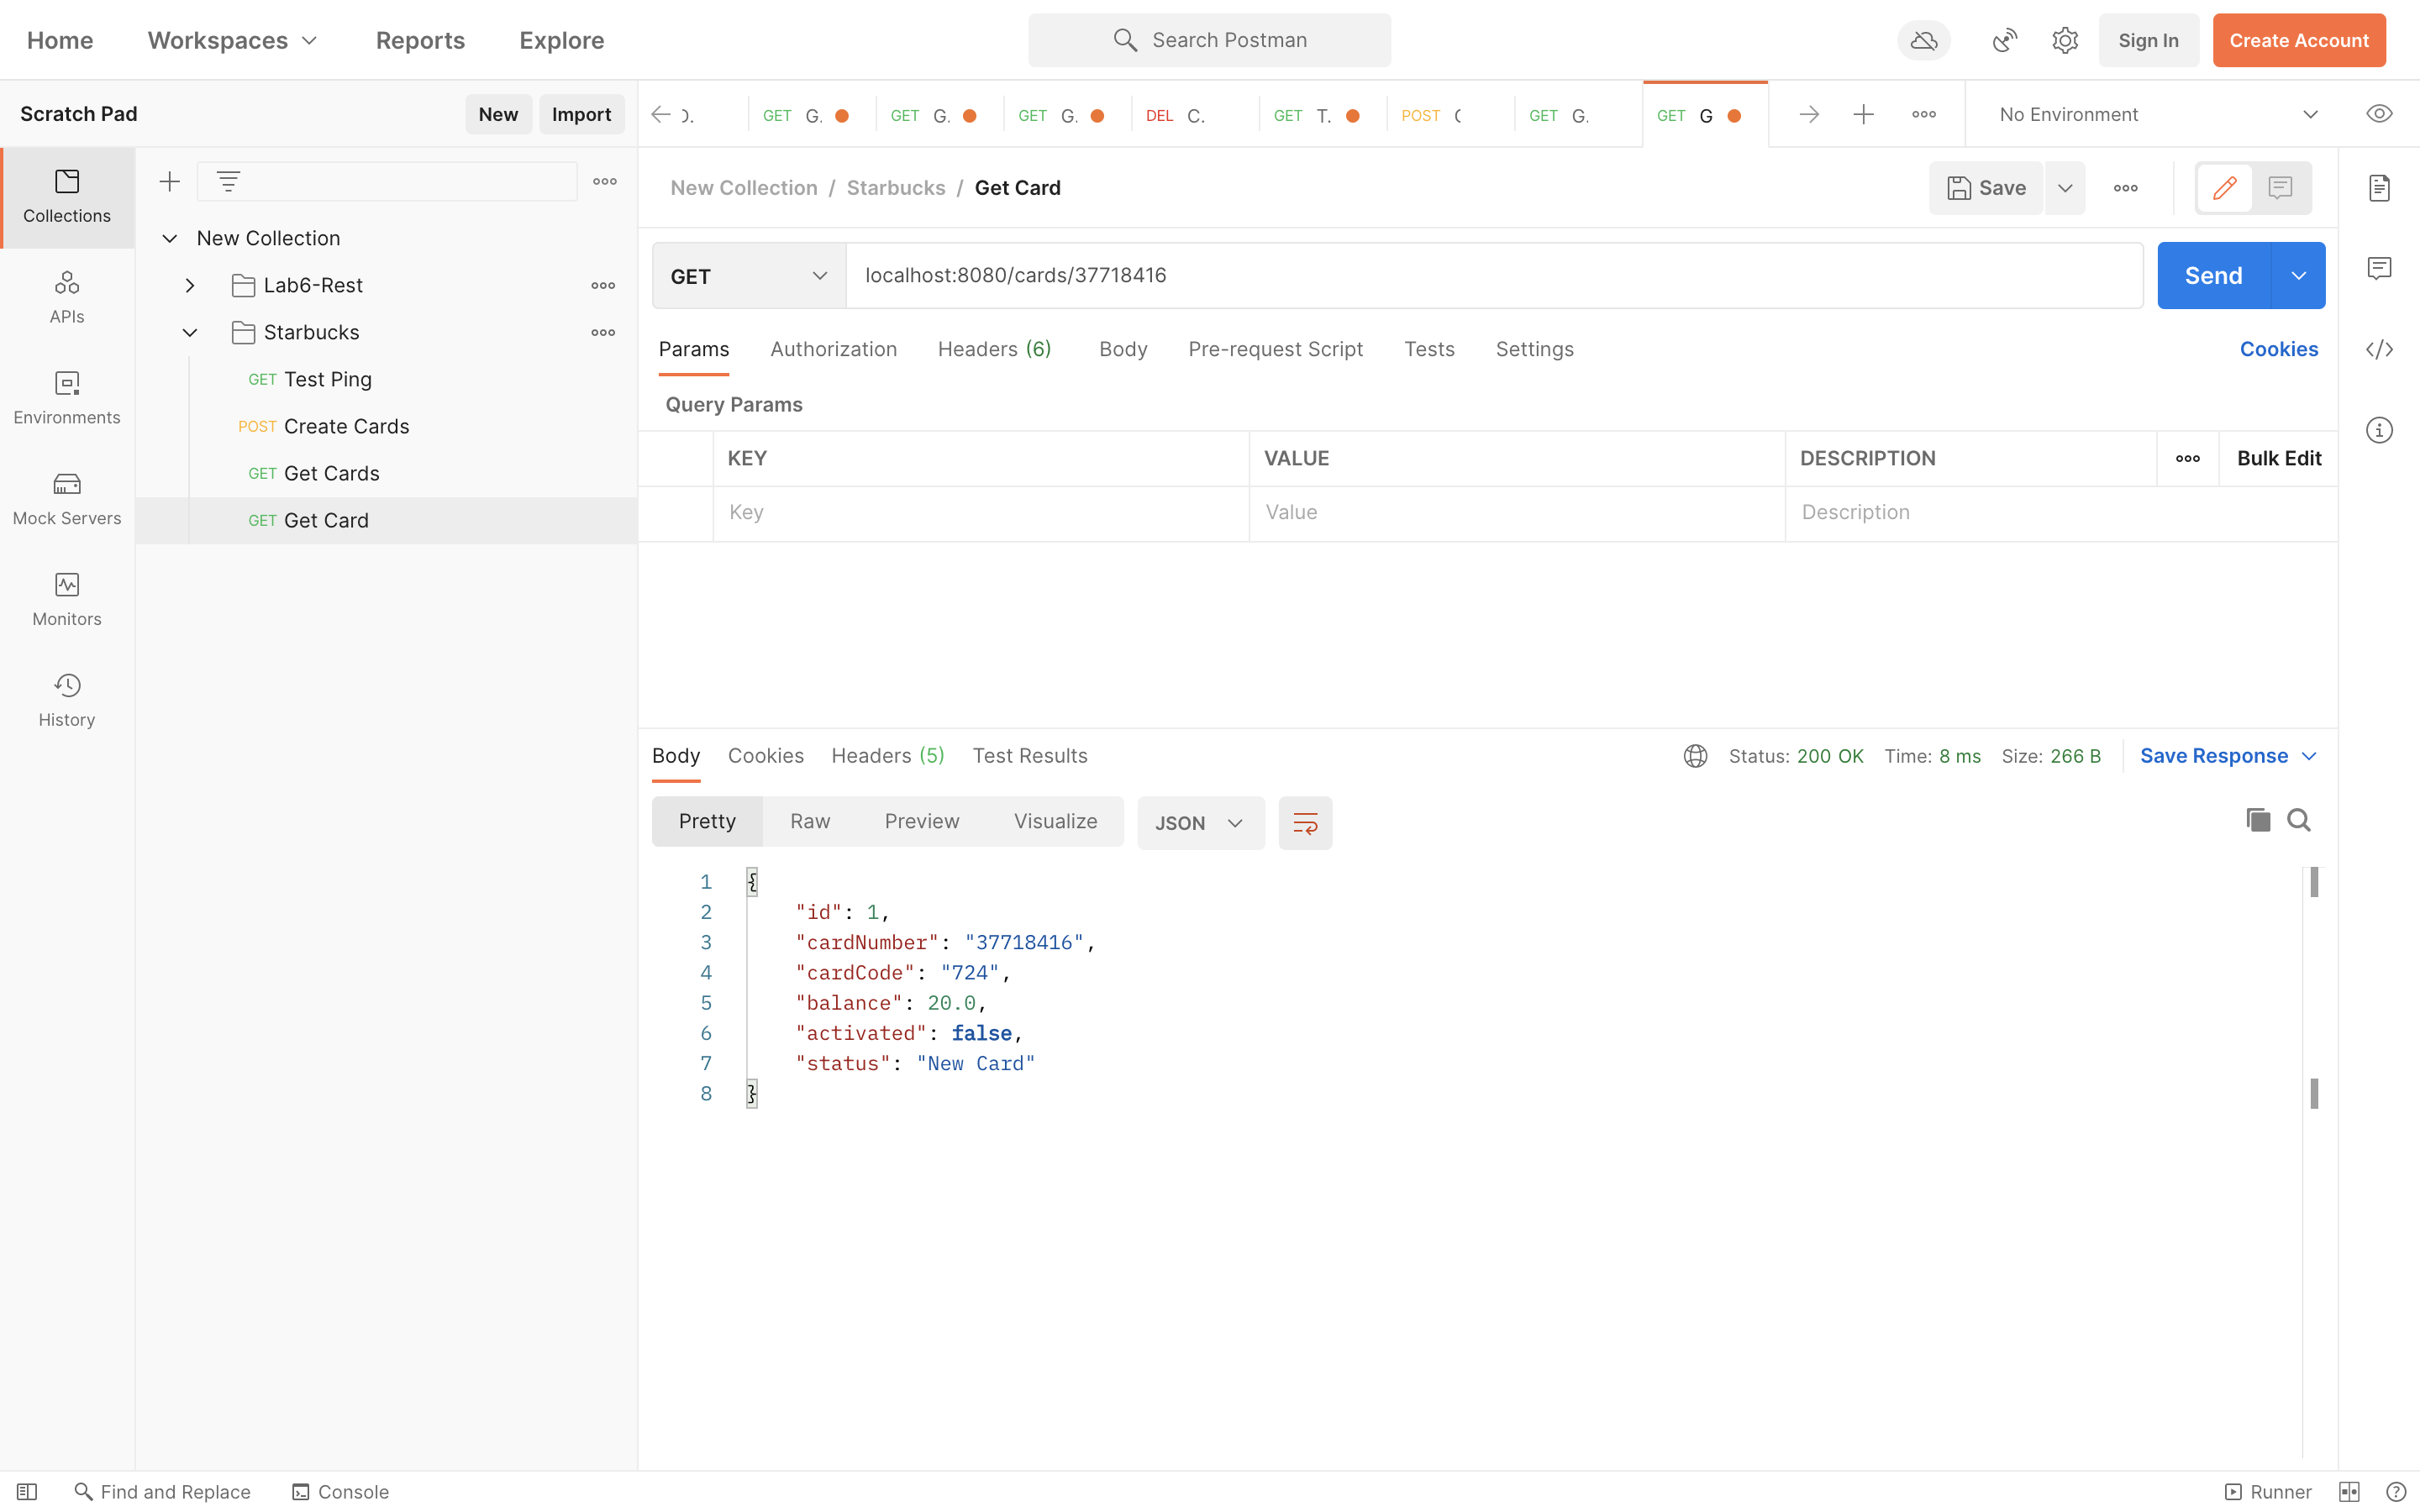 Home Workspaces Reports Explore Search Postman Sign In Create Account
Scratch Pad New Import GET G. GET G. GET G. DEL C. GET T. POST GET G. GET G No Environment
Collections
APIs
Environments
Mock Servers
Monitors
History
New Collection
Lab6-Rest
Starbucks
GET Test Ping
POST Create Cards
GET Get Cards
GET Get Card
New Collection / Starbucks / Get Card Save
GET localhost:8080/cards/37718416 Send
Params Authorization Headers (6) Body Pre-request Script Tests Settings Cookies
Query Params
KEY VALUE DESCRIPTION Bulk Edit
Key Value Description
Body Cookies Headers (5) Test Results Status: 200 OK Time: 8 ms Size: 266 B Save Response
Pretty Raw Preview Visualize JSON
1 {
2 "id": 1,
3 "cardNumber": "37718416",
4 "cardCode": "724",
5 "balance": 20.0,
6 "activated": false,
7 "status": "New Card"
8 }
Find and Replace Console Runner